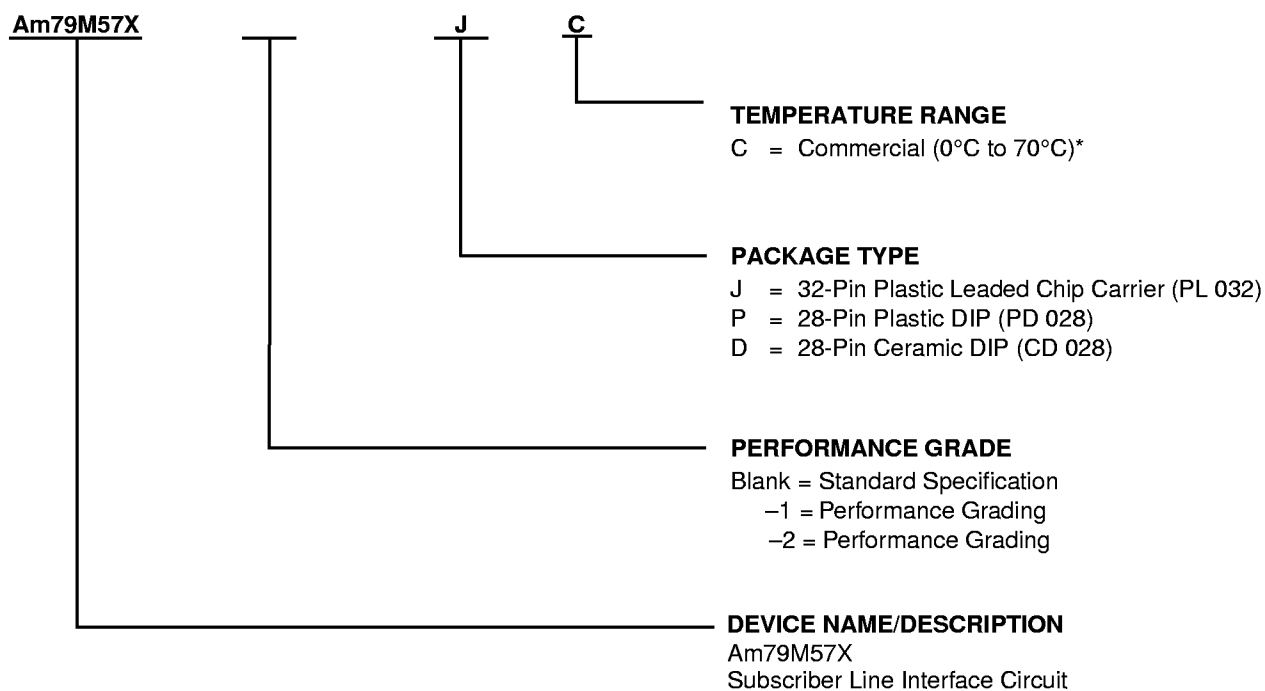 Am79M57X J C
TEMPERATURE RANGE
C = Commercial (0°C to 70°C)*
PACKAGE TYPE
J = 32-Pin Plastic Leaded Chip Carrier (PL 032)
P = 28-Pin Plastic DIP (PD 028)
D = 28-Pin Ceramic DIP (CD 028)
PERFORMANCE GRADE
Blank = Standard Specification
–1 = Performance Grading
–2 = Performance Grading
DEVICE NAME/DESCRIPTION
Am79M57X
Subscriber Line Interface Circuit